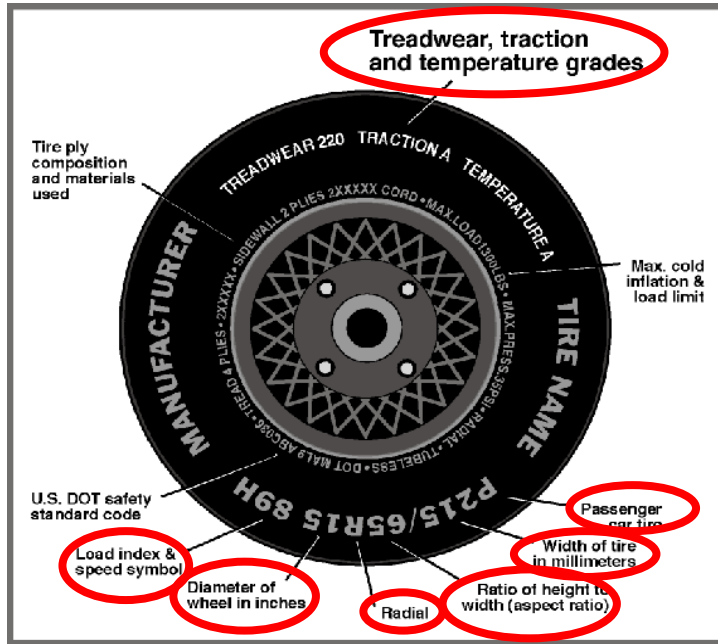 Treadwear, traction
and temperature grades
Tire ply
composition
and materials
used
TREADWEAR 220 TRACTION A TEMPERATURE A
SIDEWALL 2 PLIES 2XXXXX CORD • MAX. LOAD 1300LBS • MAX. PRESS. 35PSI • RADIAL • TUBELESS • DOT MAL9 ABC036 • TREAD 4 PLIES • 2XXXXX •
Max. cold
inflation &
load limit
MANUFACTURER
TIRE NAME
P215/65R15 89H
U.S. DOT safety
standard code
Passenger
car tire
Load index &
speed symbol
Width of tire
in millimeters
Diameter of
wheel in inches
Radial
Ratio of height to
width (aspect ratio)